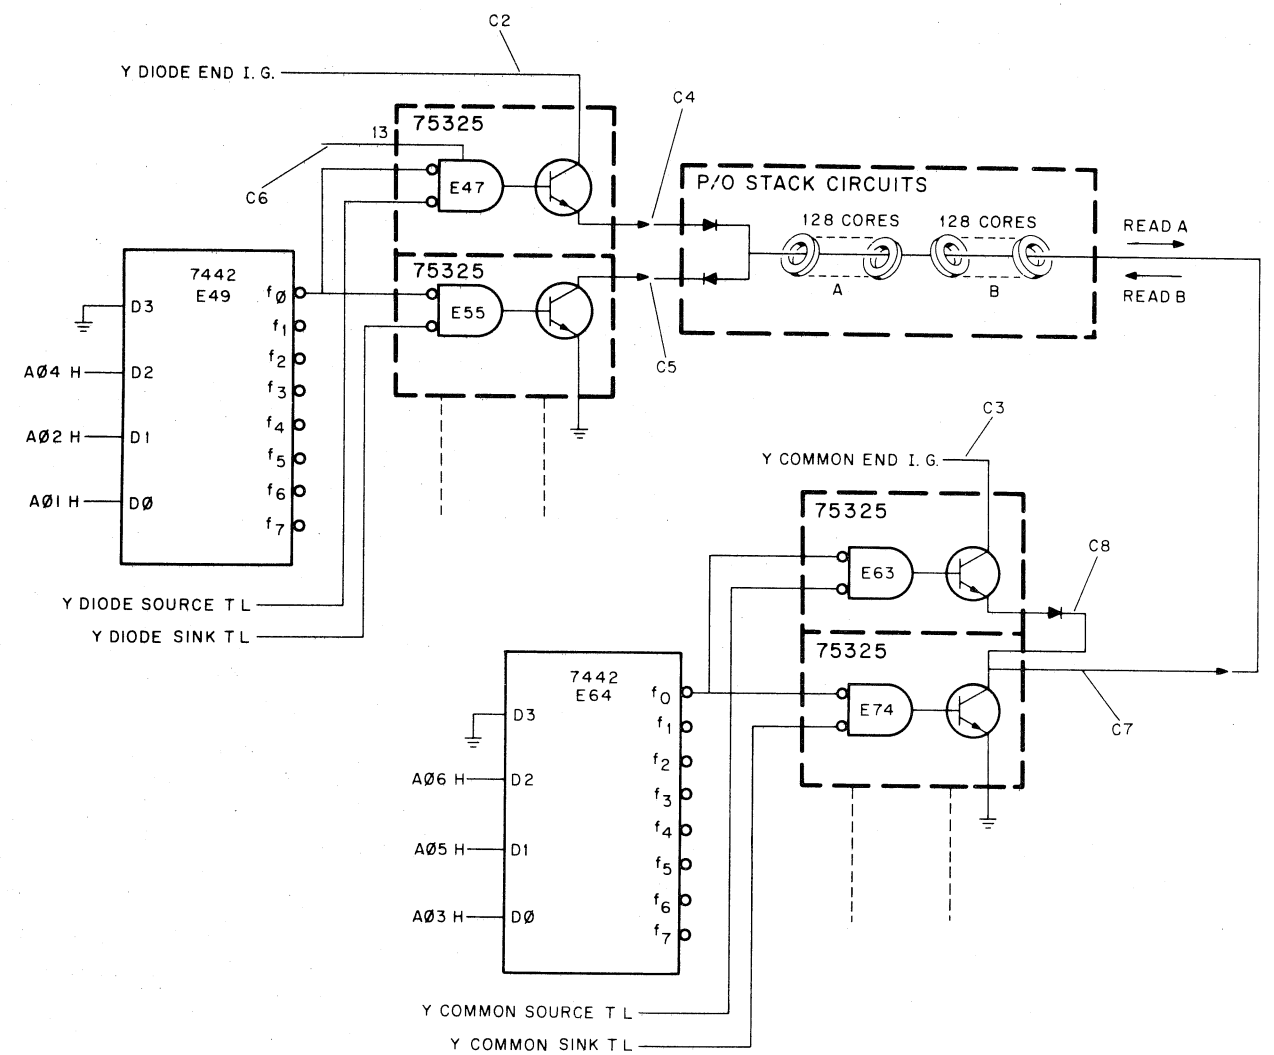 C2
Y DIODE END I. G.
C4
75325
13
E47
C6
P/O STACK CIRCUITS
128 CORES
128 CORES
READ A
READ B
A
B
75325
E55
C5
7442
E49
D3
AØ4 H
D2
AØ2 H
D1
AØ1 H
DØ
fØ
f1
f2
f3
f4
f5
f6
f7
Y DIODE SOURCE T L
Y DIODE SINK T L
C3
Y COMMON END I. G.
75325
E63
C8
75325
E74
C7
7442
E64
D3
AØ6 H
D2
AØ5 H
D1
AØ3 H
DØ
fO
f1
f2
f3
f4
f5
f6
f7
Y COMMON SOURCE T L
Y COMMON SINK T L